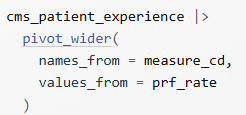 cms_patient_experience |>
  pivot_wider(
    names_from = measure_cd,
    values_from = prf_rate
  )